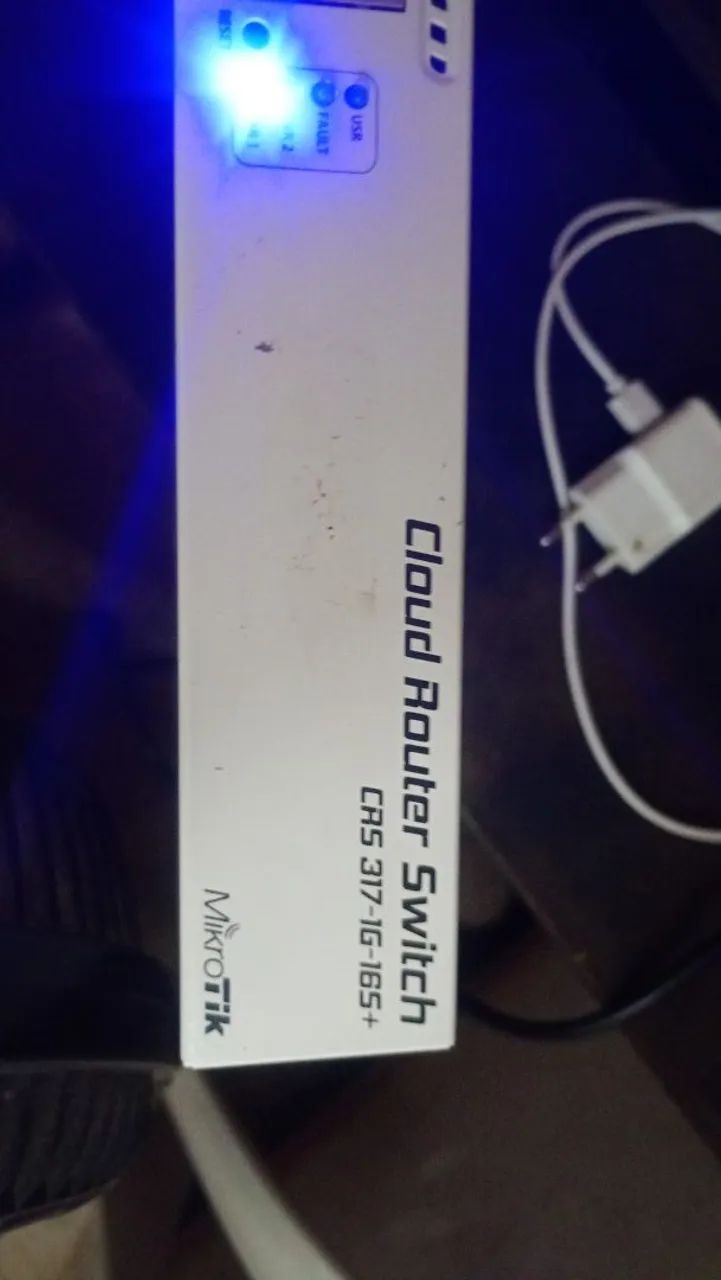 RESET
USR
FAULT
Cloud Router Switch
CRS 317-1G-16S+
MikroTik